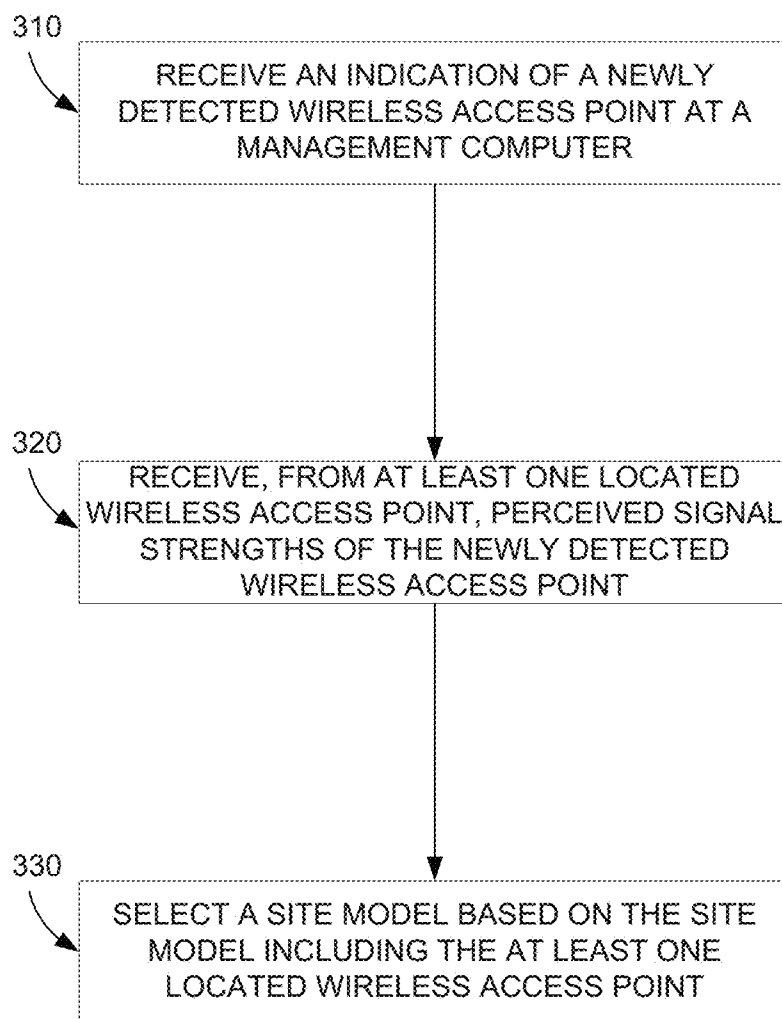 310
RECEIVE AN INDICATION OF A NEWLY
DETECTED WIRELESS ACCESS POINT AT A
MANAGEMENT COMPUTER
320
RECEIVE, FROM AT LEAST ONE LOCATED
WIRELESS ACCESS POINT, PERCEIVED SIGNAL
STRENGTHS OF THE NEWLY DETECTED
WIRELESS ACCESS POINT
330
SELECT A SITE MODEL BASED ON THE SITE
MODEL INCLUDING THE AT LEAST ONE
LOCATED WIRELESS ACCESS POINT